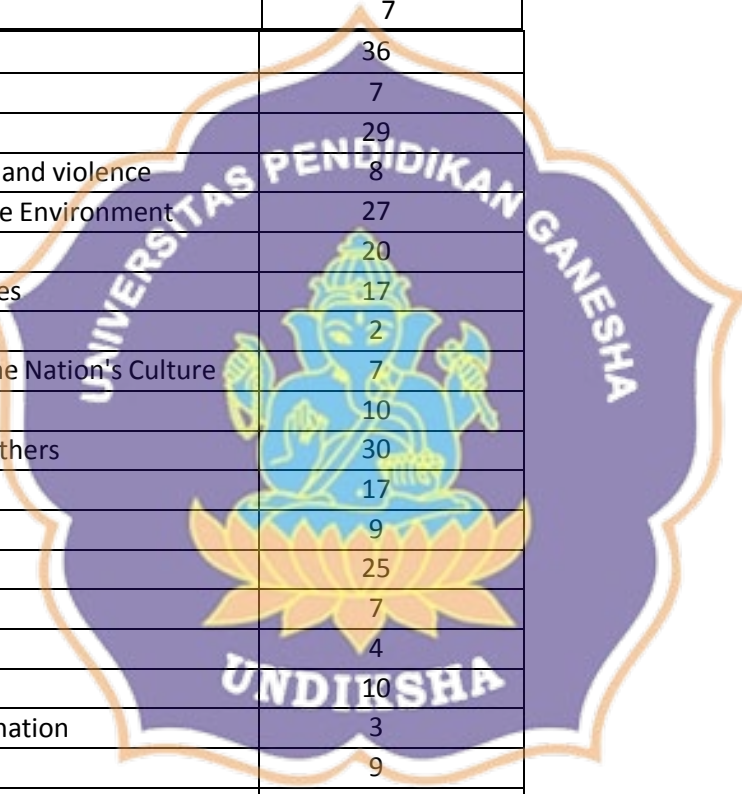 7
36
7
29
and violence 8
e Environment 27
20
es 17
2
ne Nation's Culture 7
10
thers 30
17
9
25
7
4
10
nation 3
9
UNIVERSITAS PENDIDIKAN GANESHA
UNDIKSHA